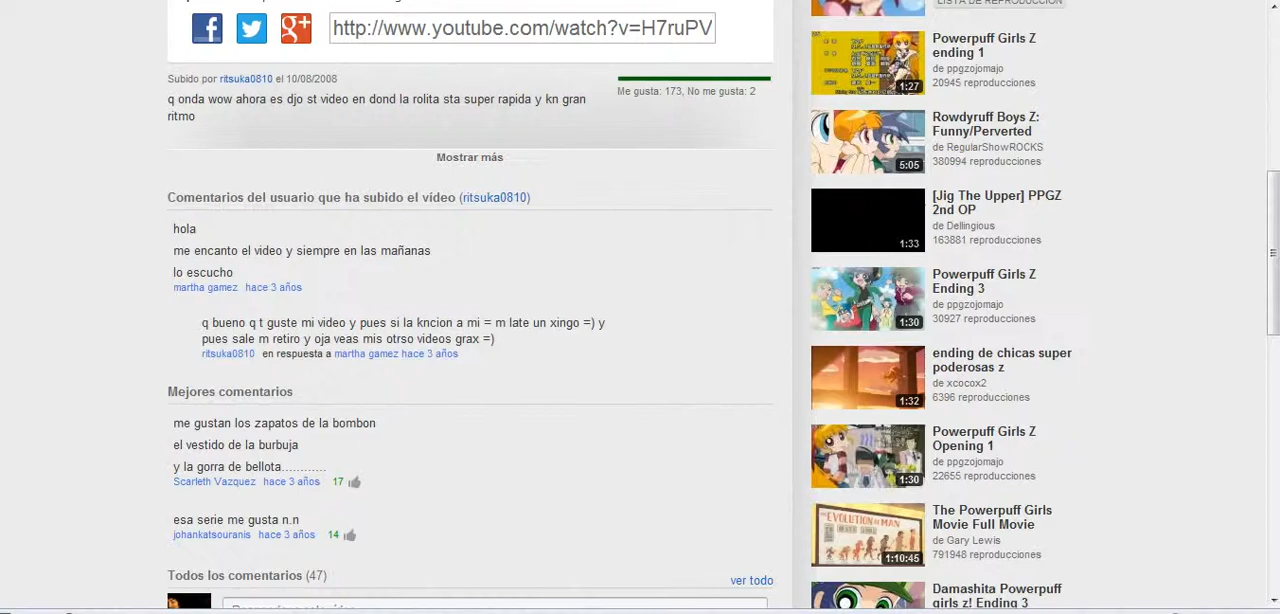 LISTA DE REPRODUCCIÓN
http://www.youtube.com/watch?v=H7ruPV
Subido por ritsuka0810 el 10/08/2008
q onda wow ahora es djo st video en dond la rolita sta super rapida y kn gran
ritmo
Me gusta: 173, No me gusta: 2
Mostrar más
Comentarios del usuario que ha subido el vídeo (ritsuka0810)
hola
me encanto el video y siempre en las mañanas
lo escucho
martha gamez hace 3 años
q bueno q t guste mi video y pues si la kncion a mi = m late un xingo =) y
pues sale m retiro y oja veas mis otrso videos grax =)
ritsuka0810 en respuesta a martha gamez hace 3 años
Mejores comentarios
me gustan los zapatos de la bombon
el vestido de la burbuja
y la gorra de bellota............
Scarleth Vazquez hace 3 años 17
esa serie me gusta n.n
johankatsouranis hace 3 años 14
Todos los comentarios (47)
ver todo
Powerpuff Girls Z
ending 1
de ppgzojomajo
20945 reproducciones
1:27
Rowdyruff Boys Z:
Funny/Perverted
de RegularShowROCKS
380994 reproducciones
5:05
[Jig The Upper] PPGZ
2nd OP
de Dellingious
163881 reproducciones
1:33
Powerpuff Girls Z
Ending 3
de ppgzojomajo
30927 reproducciones
1:30
ending de chicas super
poderosas z
de xcocox2
6396 reproducciones
1:32
Powerpuff Girls Z
Opening 1
de ppgzojomajo
22655 reproducciones
1:30
The Powerpuff Girls
Movie Full Movie
de Gary Lewis
791948 reproducciones
EVOLUTION OF MAN
1:10:45
Damashita Powerpuff
girls z! Ending 3